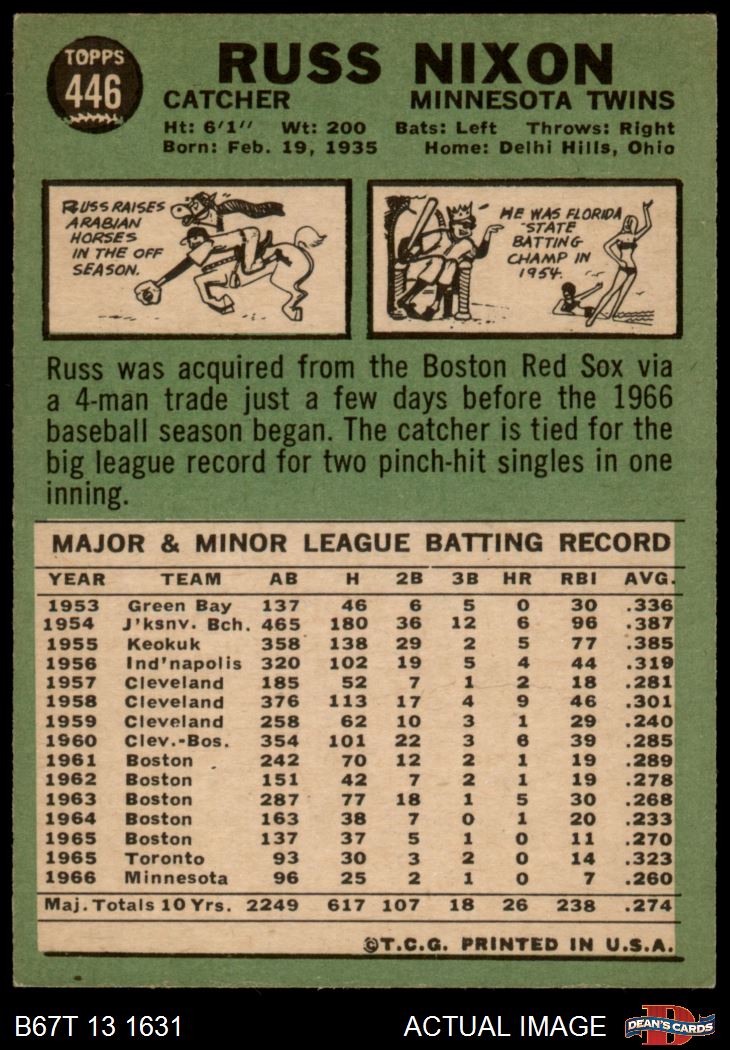 TOPPS
446
RUSS NIXON
CATCHER MINNESOTA TWINS
Ht: 6'1" Wt: 200 Bats: Left Throws: Right
Born: Feb. 19, 1935 Home: Delhi Hills, Ohio
RUSS RAISES
ARABIAN
HORSES
IN THE OFF
SEASON.
HE WAS FLORIDA
STATE
BATTING
CHAMP IN
1954.
Russ was acquired from the Boston Red Sox via
a 4-man trade just a few days before the 1966
baseball season began. The catcher is tied for the
big league record for two pinch-hit singles in one
inning.
MAJOR & MINOR LEAGUE BATTING RECORD
YEAR TEAM AB H 2B 3B HR RBI AVG.
1953 Green Bay 137 46 6 5 0 30 .336
1954 J'ksnv. Bch. 465 180 36 12 6 96 .387
1955 Keokuk 358 138 29 2 5 77 .385
1956 Ind'napolis 320 102 19 5 4 44 .319
1957 Cleveland 185 52 7 1 2 18 .281
1958 Cleveland 376 113 17 4 9 46 .301
1959 Cleveland 258 62 10 3 1 29 .240
1960 Clev.-Bos. 354 101 22 3 6 39 .285
1961 Boston 242 70 12 2 1 19 .289
1962 Boston 151 42 7 2 1 19 .278
1963 Boston 287 77 18 1 5 30 .268
1964 Boston 163 38 7 0 1 20 .233
1965 Boston 137 37 5 1 0 11 .270
1965 Toronto 93 30 3 2 0 14 .323
1966 Minnesota 96 25 2 1 0 7 .260
Maj. Totals 10 Yrs. 2249 617 107 18 26 238 .274
©T.C.G. PRINTED IN U.S.A.
B67T 13 1631 ACTUAL IMAGE
D
DEAN'S CARDS